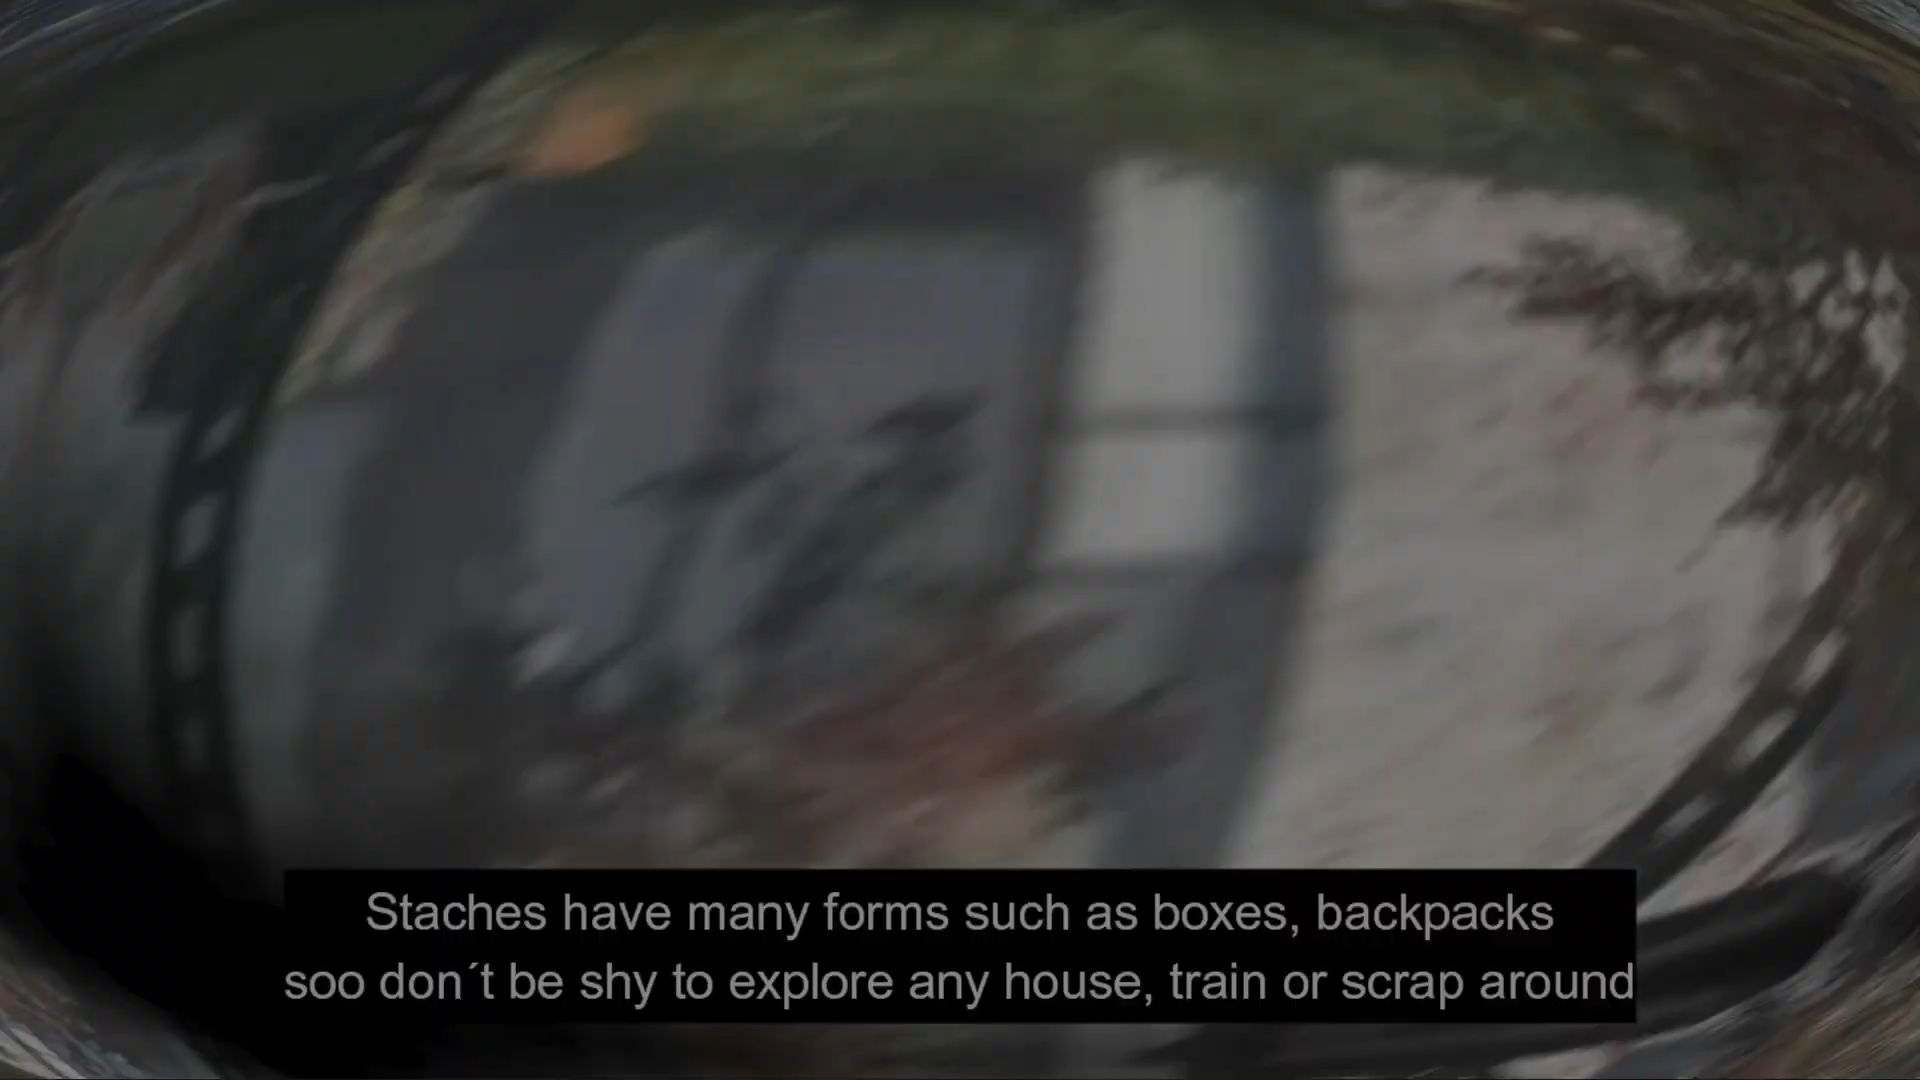 Staches have many forms such as boxes, backpacks
soo don´t be shy to explore any house, train or scrap around